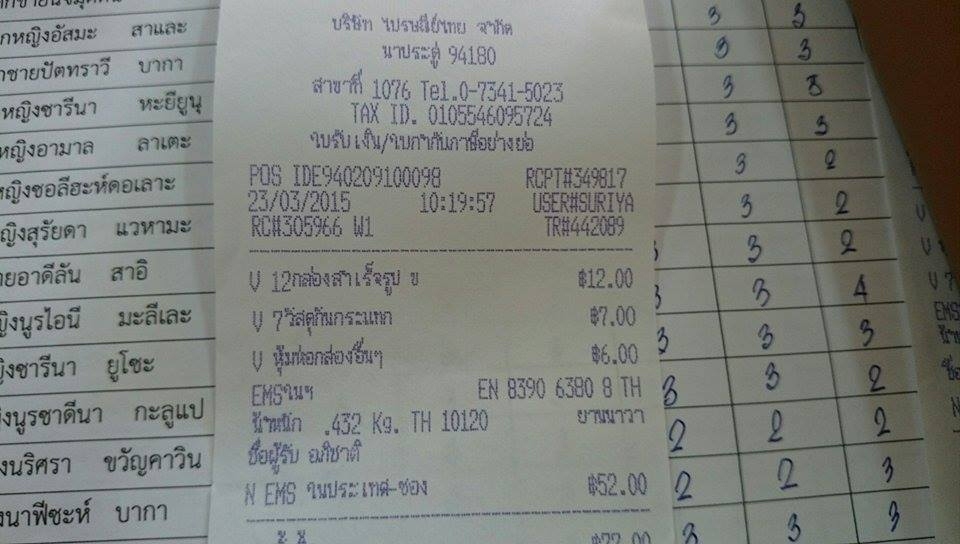 บริษัท ไปรษณีย์ไทย จำกัด
นาประดู่ 94180
สาขาที่ 1076 Tel.0-7341-5023
TAX ID. 0105546095724
ใบรับเงิน/ใบกำกับภาษีอย่างย่อ
POS IDE940209100098 RCPT#349817
23/03/2015 10:19:57 USER#SURIYA
RC#305966 W1 TR#442089
V 12กล่องสำเร็จรูป ข ฿12.00
V 7วัสดุกันกระแทก ฿7.00
V หุ้มห่อกล่องอื่นๆ ฿6.00
EMSในฯ EN 8390 6380 8 TH
น้ำหนัก .432 Kg. TH 10120 ยานนาวา
ชื่อผู้รับ อภิชาติ
N EMS ในประเทศ-ซอง ฿52.00
฿77.00
หญิงอัสมะ สาและ
ชายปัตทราวี บากา
หญิงซารีนา หะยียูนุ
หญิงอามาล ลาเตะ
หญิงซอลีฮะห์ดอเลาะ
หญิงสุรัยดา แวหามะ
อาดีลัน สาอิ
นูรไอนี มะลีเละ
ซารีนา ยูโซะ
นูรซาดีนา กะลูแป
นริศรา ขวัญคาวิน
นาฟีซะห์ บากา
3 3
3 3
3 3
3 3
3 2
3 2
3 2
3 3 4
3 3 3
3 3 2
2 2 2
2 2 3
3 3 3